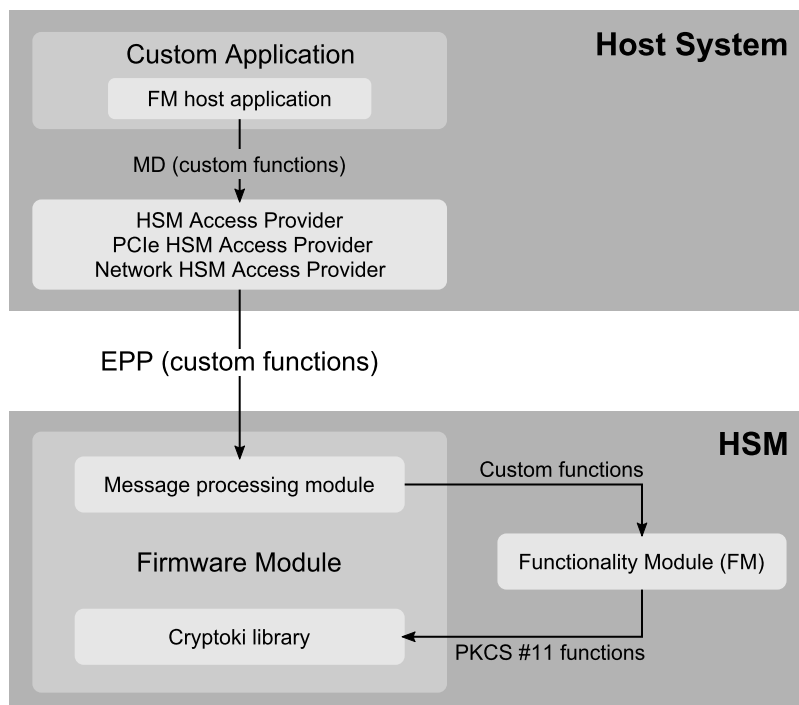 Host System
Custom Application
FM host application
MD (custom functions)
HSM Access Provider
PCIe HSM Access Provider
Network HSM Access Provider
EPP (custom functions)
HSM
Message processing module
Custom functions
Firmware Module
Functionality Module (FM)
Cryptoki library
PKCS #11 functions